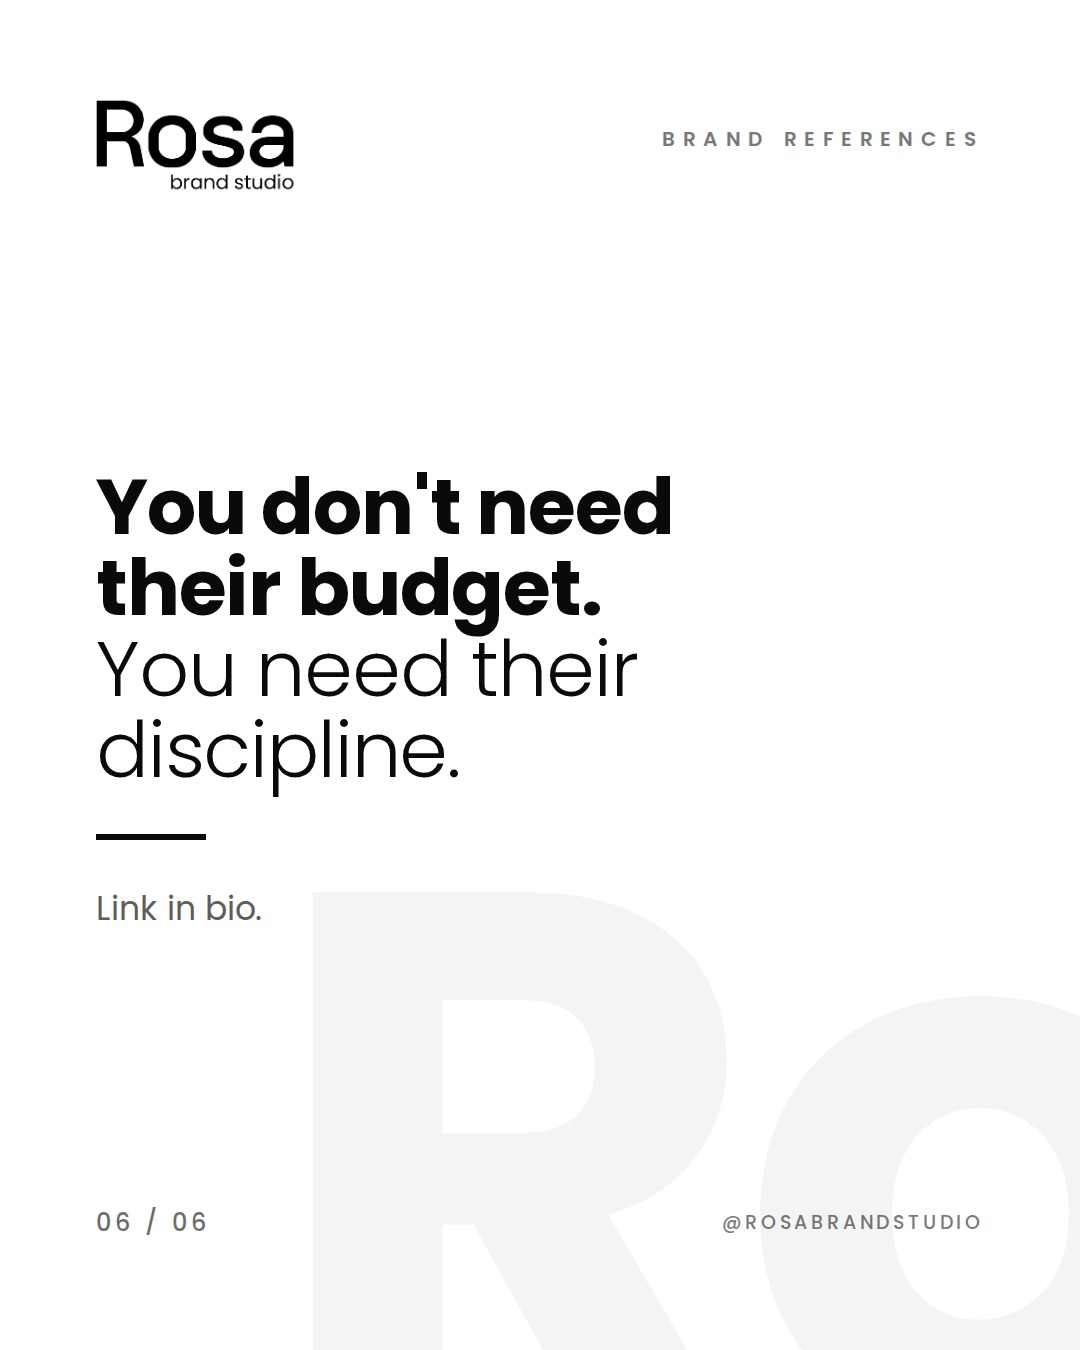 Rosa
brand studio
BRAND REFERENCES
You don't need
their budget.
You need their
discipline.
Link in bio.
Ro
06 / 06
@ROSABRANDSTUDIO